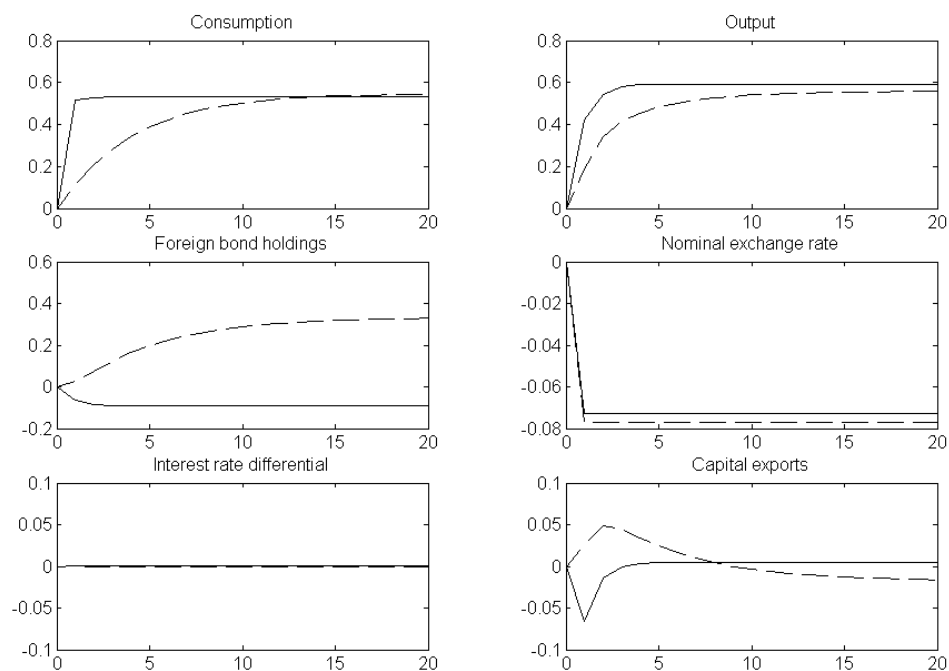 Consumption
0.8
0.6
0.4
0.2
0
0 5 10 15 20
Output
0.8
0.6
0.4
0.2
0
0 5 10 15 20
Foreign bond holdings
0.6
0.4
0.2
0
-0.2
0 5 10 15 20
Nominal exchange rate
0
-0.02
-0.04
-0.06
-0.08
0 5 10 15 20
Interest rate differential
0.1
0.05
0
-0.05
-0.1
0 5 10 15 20
Capital exports
0.1
0.05
0
-0.05
-0.1
0 5 10 15 20